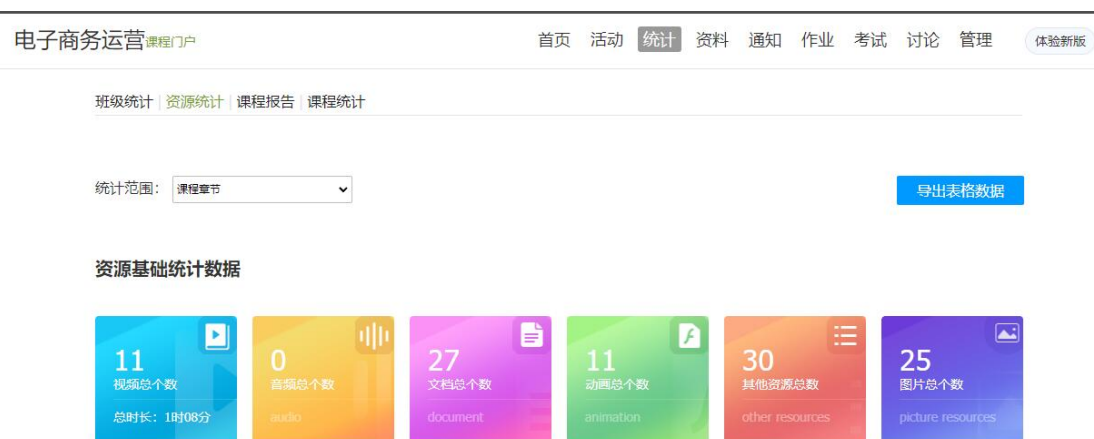 电子商务运营课程门户 首页 活动 统计 资料 通知 作业 考试 讨论 管理 体验新版
班级统计 | 资源统计 | 课程报告 | 课程统计
统计范围： 课程章节 导出表格数据
资源基础统计数据
11 0 27 11 30 25
视频总个数 音频总个数 文档总个数 动画总个数 其他资源总数 图片总个数
总时长：1时08分 audio document animation other resources picture resources